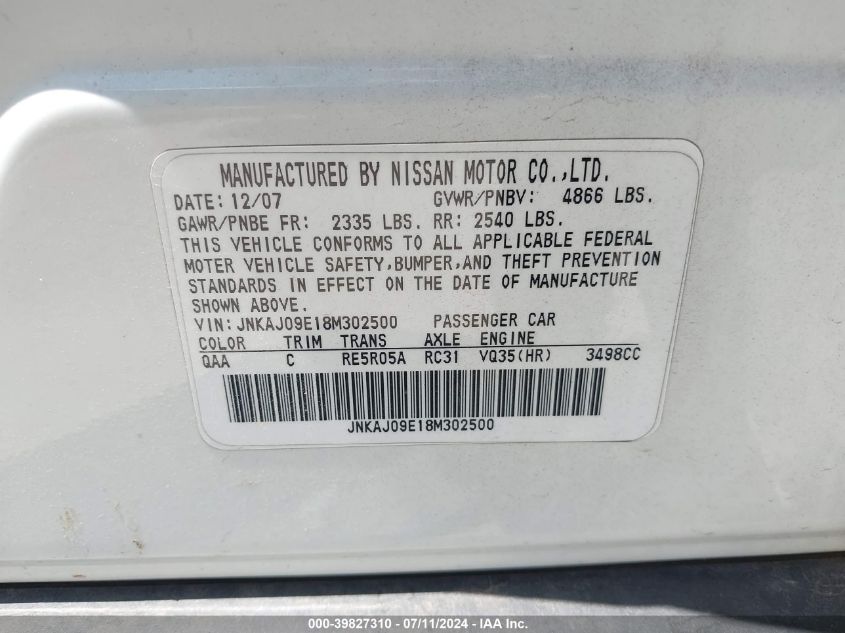 MANUFACTURED BY NISSAN MOTOR CO.,LTD.
DATE: 12/07 GVWR/PNBV: 4866 LBS.
GAWR/PNBE FR: 2335 LBS. RR: 2540 LBS.
THIS VEHICLE CONFORMS TO ALL APPLICABLE FEDERAL
MOTER VEHICLE SAFETY,BUMPER,AND THEFT PREVENTION
STANDARDS IN EFFECT ON THE DATE OF MANUFACTURE
SHOWN ABOVE.
VIN:JNKAJ09E18M302500 PASSENGER CAR
COLOR TRIM TRANS AXLE ENGINE
QAA C RE5R05A RC31 VQ35(HR) 3498CC
JNKAJ09E18M302500
000-39827310 - 07/11/2024 - ©IAA Holdings, LLC.